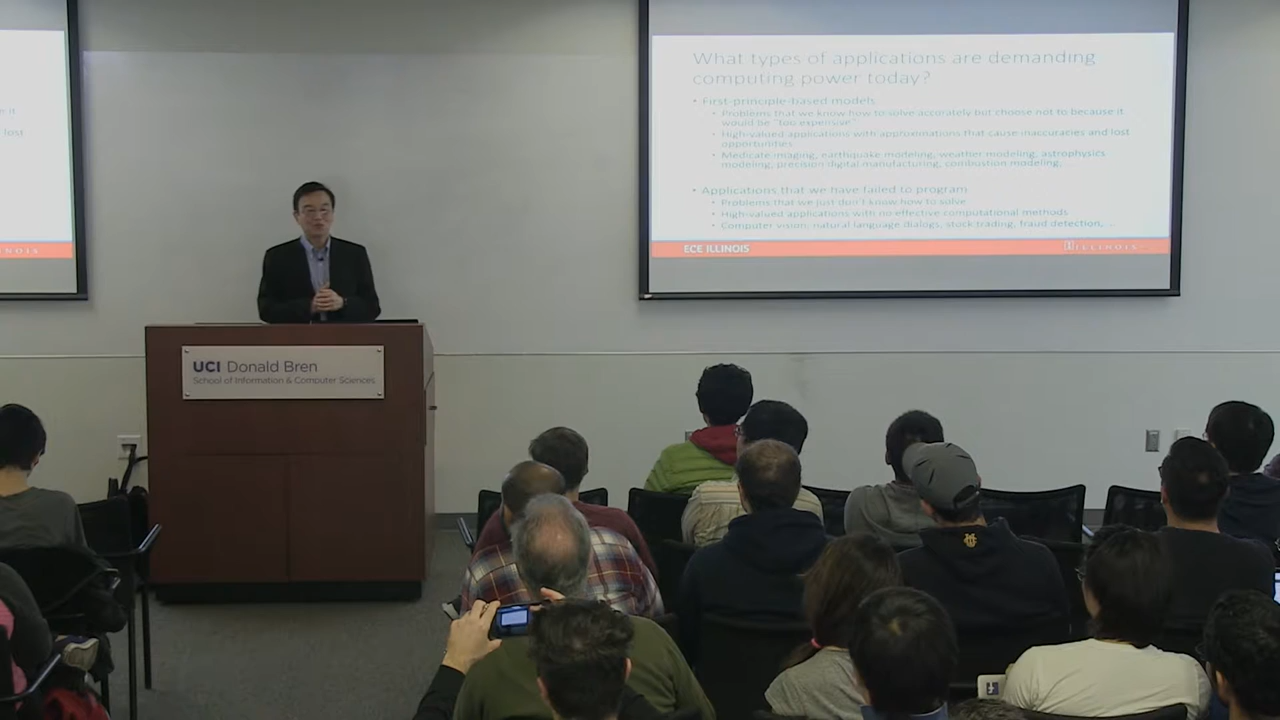 e it
lost
INOIS
What types of applications are demanding
computing power today?
• First-principle-based models
• Problems that we know how to solve accurately but choose not to because it
would be "too expensive"
• High-valued applications with approximations that cause inaccuracies and lost
opportunities
• Medicate imaging, earthquake modeling, weather modeling, astrophysics
modeling, precision digital manufacturing, combustion modeling, …
• Applications that we have failed to program
• Problems that we just don't know how to solve
• High-valued applications with no effective computational methods
• Computer vision, natural language dialogs, stock trading, fraud detection, …
ECE ILLINOIS
ILLINOIS
UCI Donald Bren
School of Information & Computer Sciences